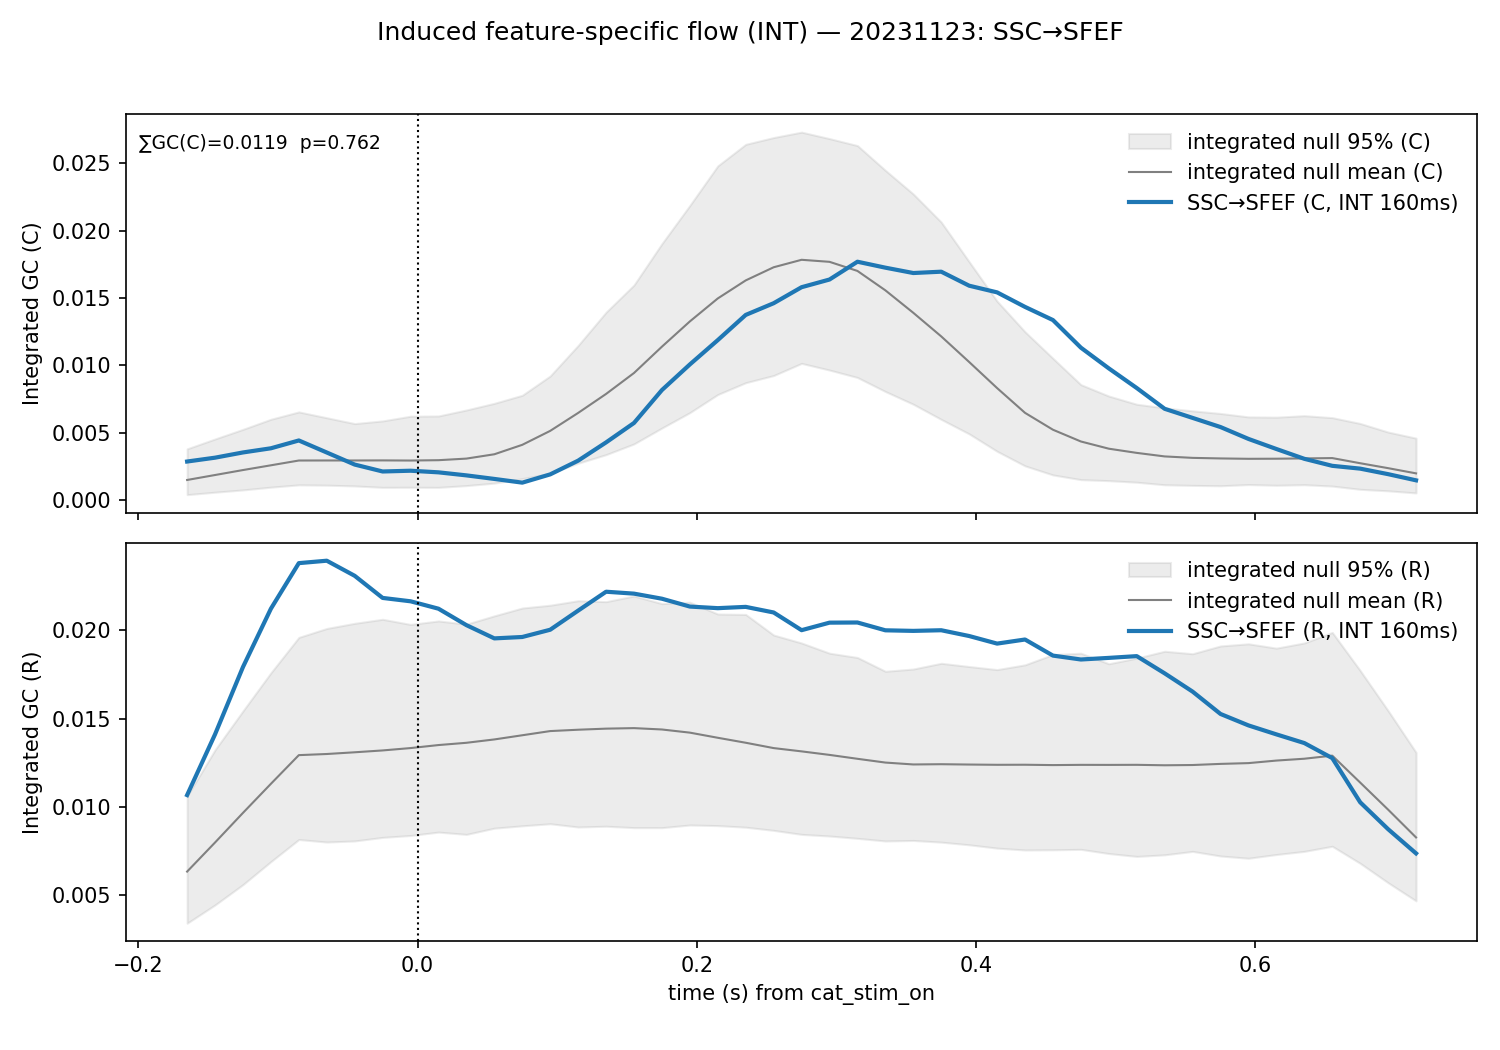 Induced feature-specific flow (INT) — 20231123: SSC→SFEF
∑GC(C)=0.0119  p=0.762
integrated null 95% (C)
integrated null mean (C)
SSC→SFEF (C, INT 160ms)
Integrated GC (C)
0.025
0.020
0.015
0.010
0.005
0.000
integrated null 95% (R)
integrated null mean (R)
SSC→SFEF (R, INT 160ms)
Integrated GC (R)
0.020
0.015
0.010
0.005
−0.2 0.0 0.2 0.4 0.6
time (s) from cat_stim_on